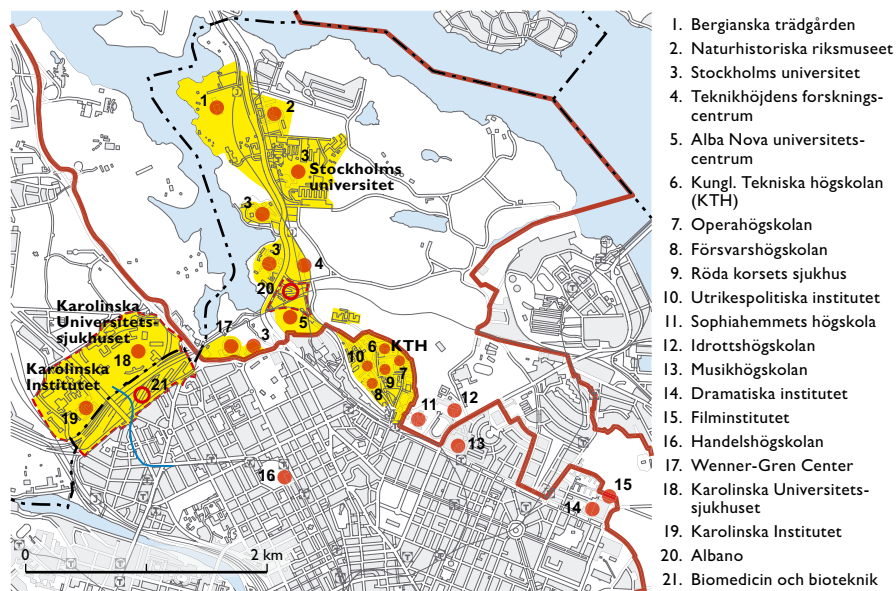 1
2
3
Stockholms
universitet
3
3
4
20
5
17
3
Karolinska
Universitets-
sjukhuset
18
Karolinska
Institutet
21
19
6
KTH
10
7
9
8
11
12
13
16
15
14
0
2 km
1. Bergianska trädgården
2. Naturhistoriska riksmuseet
3. Stockholms universitet
4. Teknikhöjdens forsknings-
centrum
5. Alba Nova universitets-
centrum
6. Kungl. Tekniska högskolan
(KTH)
7. Operahögskolan
8. Försvarshögskolan
9. Röda korsets sjukhus
10. Utrikespolitiska institutet
11. Sophiahemmets högskola
12. Idrottshögskolan
13. Musikhögskolan
14. Dramatiska institutet
15. Filminstitutet
16. Handelshögskolan
17. Wenner-Gren Center
18. Karolinska Universitets-
sjukhuset
19. Karolinska Institutet
20. Albano
21. Biomedicin och bioteknik